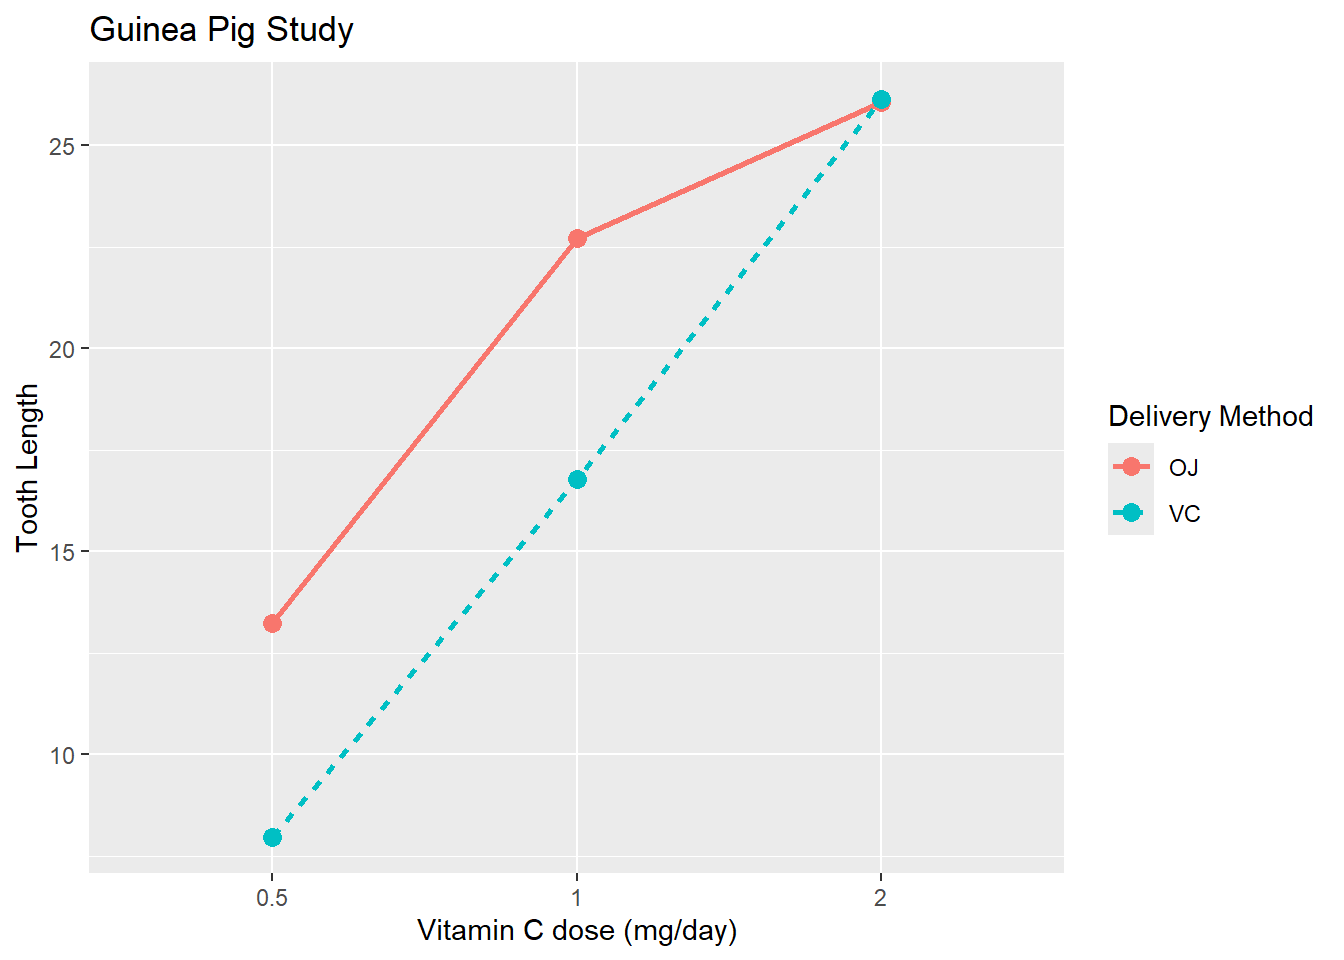 Guinea Pig Study
25
20
15
10
Tooth Length
0.5 1 2
Vitamin C dose (mg/day)
Delivery Method
OJ
VC